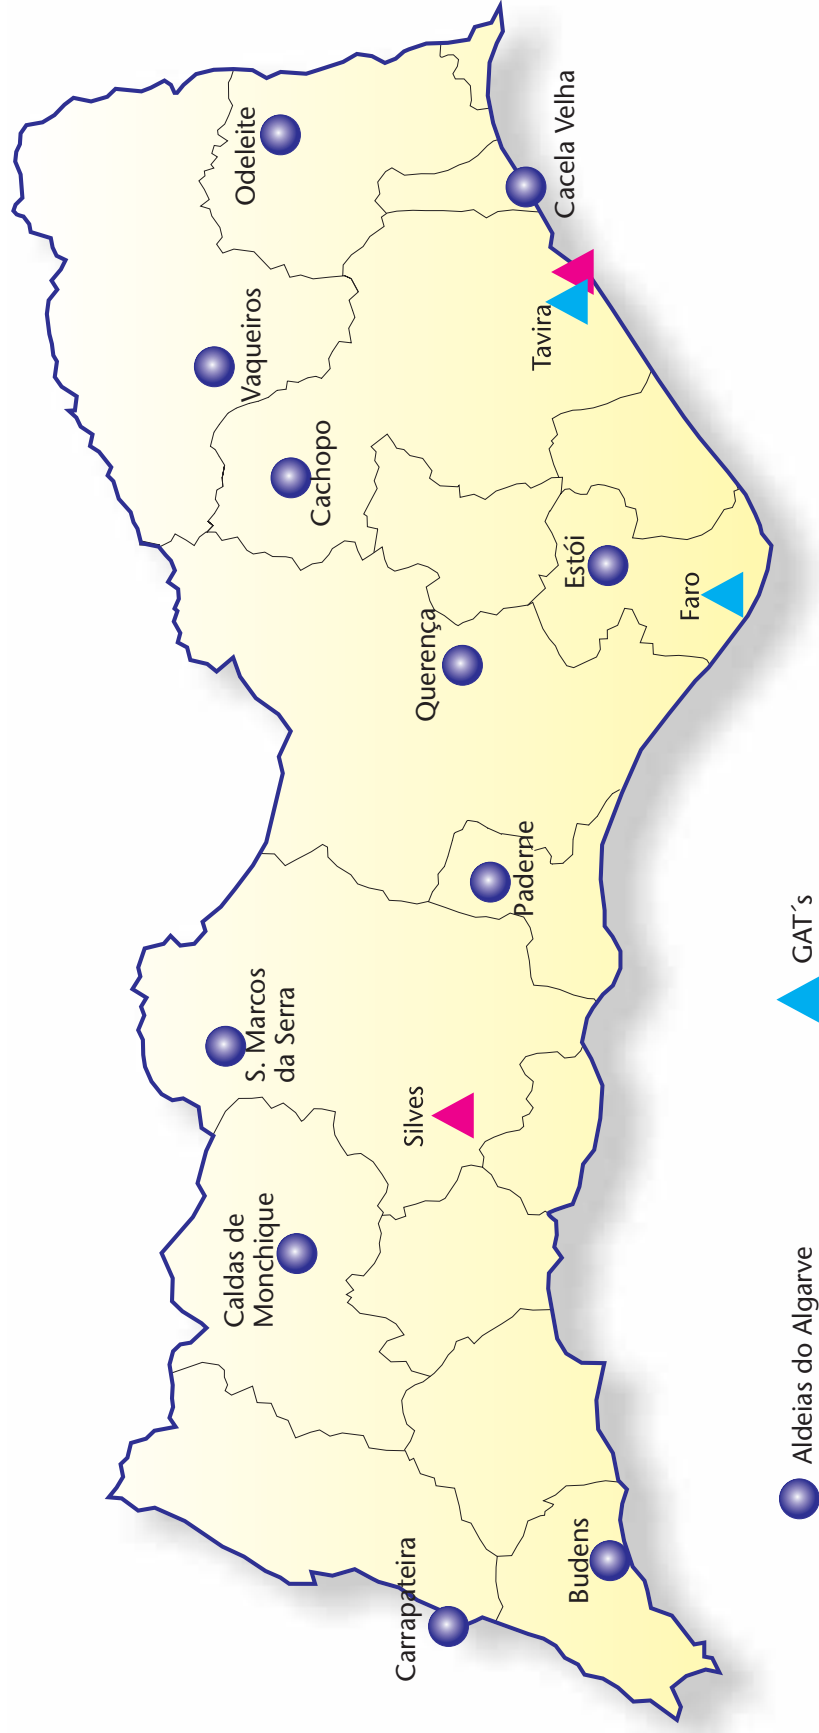 S. Marcos
da Serra
Vaqueiros
Odeleite
Caldas de
Monchique
Cachopo
Silves
Querença
Carrapateira
Paderne
Tavira
Cacela Velha
Estói
Budens
Faro
Aldeias do Algarve
GAT´s